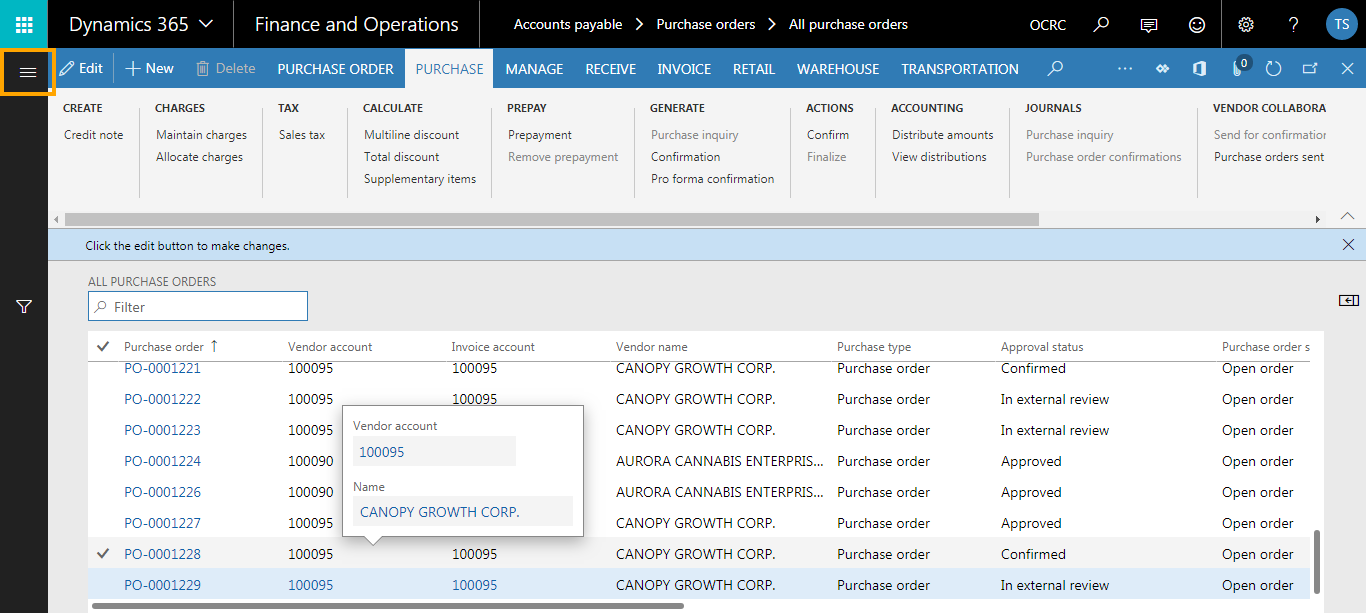 Dynamics 365 Finance and Operations Accounts payable Purchase orders All purchase orders OCRC ? TS
Edit New Delete PURCHASE ORDER PURCHASE MANAGE RECEIVE INVOICE RETAIL WAREHOUSE TRANSPORTATION ... 0
CREATE CHARGES TAX CALCULATE PREPAY GENERATE ACTIONS ACCOUNTING JOURNALS VENDOR COLLABORA
Credit note Maintain charges Sales tax Multiline discount Prepayment Purchase inquiry Confirm Distribute amounts Purchase inquiry Send for confirmation
Allocate charges Total discount Remove prepayment Confirmation Finalize View distributions Purchase order confirmations Purchase orders sent
Supplementary items Pro forma confirmation
Click the edit button to make changes.
ALL PURCHASE ORDERS
Filter
Purchase order Vendor account Invoice account Vendor name Purchase type Approval status Purchase order s
PO-0001221 100095 100095 CANOPY GROWTH CORP. Purchase order Confirmed Open order
PO-0001222 100095 100095 CANOPY GROWTH CORP. Purchase order In external review Open order
PO-0001223 100095 CANOPY GROWTH CORP. Purchase order In external review Open order
PO-0001224 100090 AURORA CANNABIS ENTERPRIS... Purchase order Approved Open order
PO-0001226 100090 AURORA CANNABIS ENTERPRIS... Purchase order Approved Open order
PO-0001227 100095 CANOPY GROWTH CORP. Purchase order Approved Open order
PO-0001228 100095 100095 CANOPY GROWTH CORP. Purchase order Confirmed Open order
PO-0001229 100095 100095 CANOPY GROWTH CORP. Purchase order In external review Open order
Vendor account
100095
Name
CANOPY GROWTH CORP.